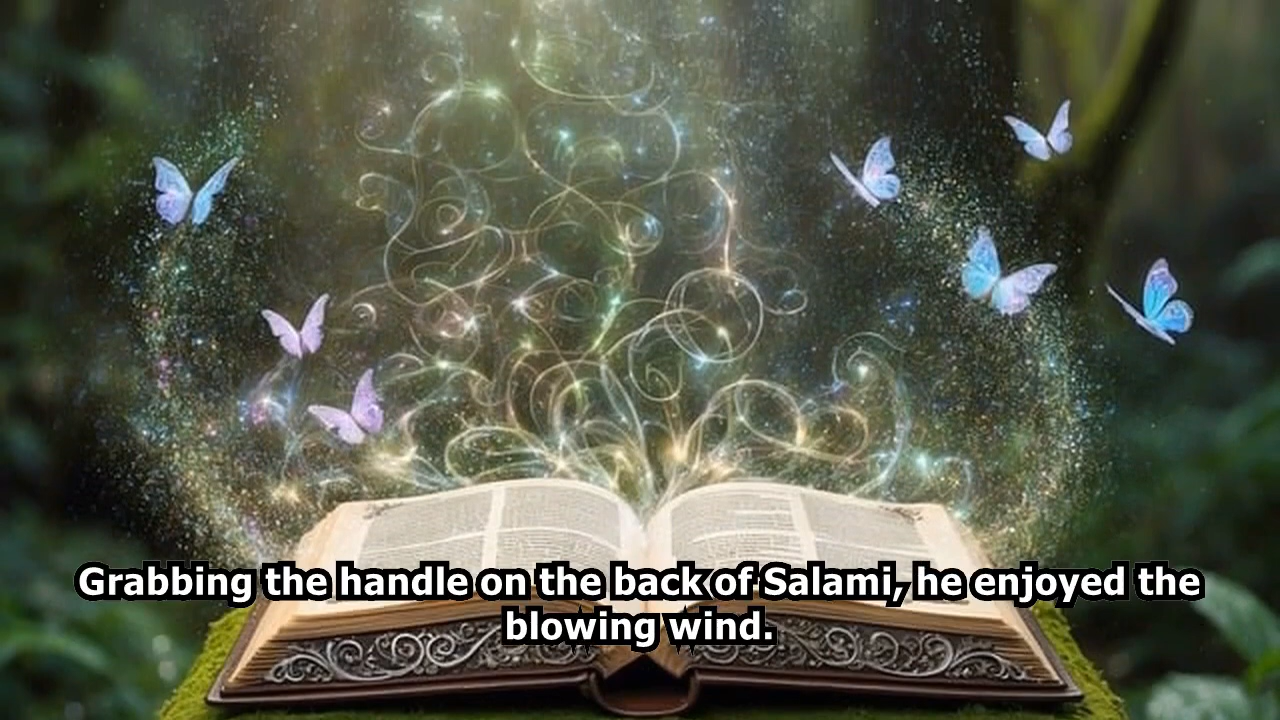 Grabbing the handle on the back of Salami, he enjoyed the
blowing wind.